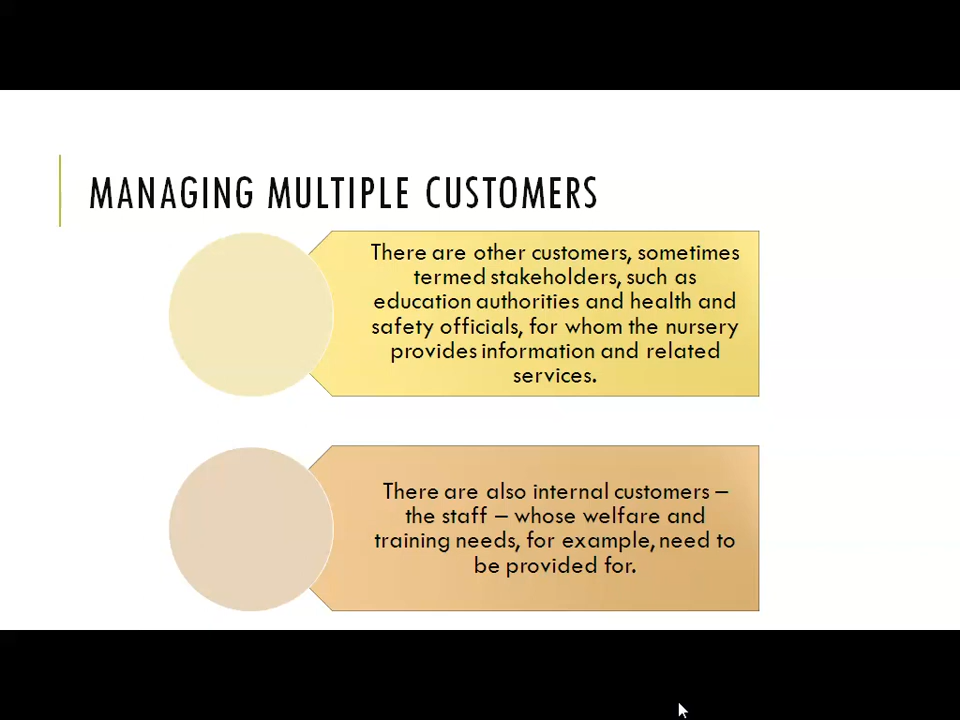 MANAGING MULTIPLE CUSTOMERS
There are other customers, sometimes
termed stakeholders, such as
education authorities and health and
safety officials, for whom the nursery
provides information and related
services.
There are also internal customers –
the staff – whose welfare and
training needs, for example, need to
be provided for.